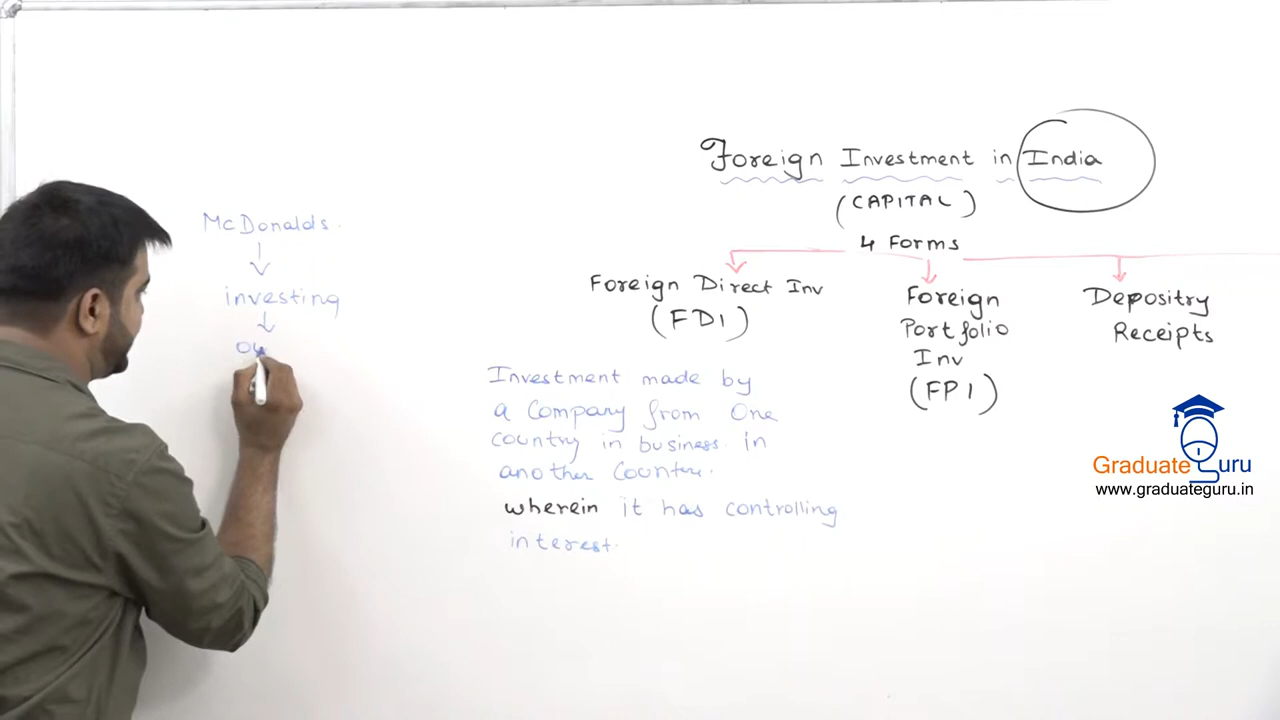 Foreign Investment in India
(CAPITAL)
4 Forms
Foreign Direct Inv
(FDI)
Investment made by
a Company from One
country in business in
another Country.
wherein it has controlling
interest.
Foreign
Portfolio
Inv
(FPI)
Depositry
Receipts
McDonalds.
investing
Graduate Guru
www.graduateguru.in